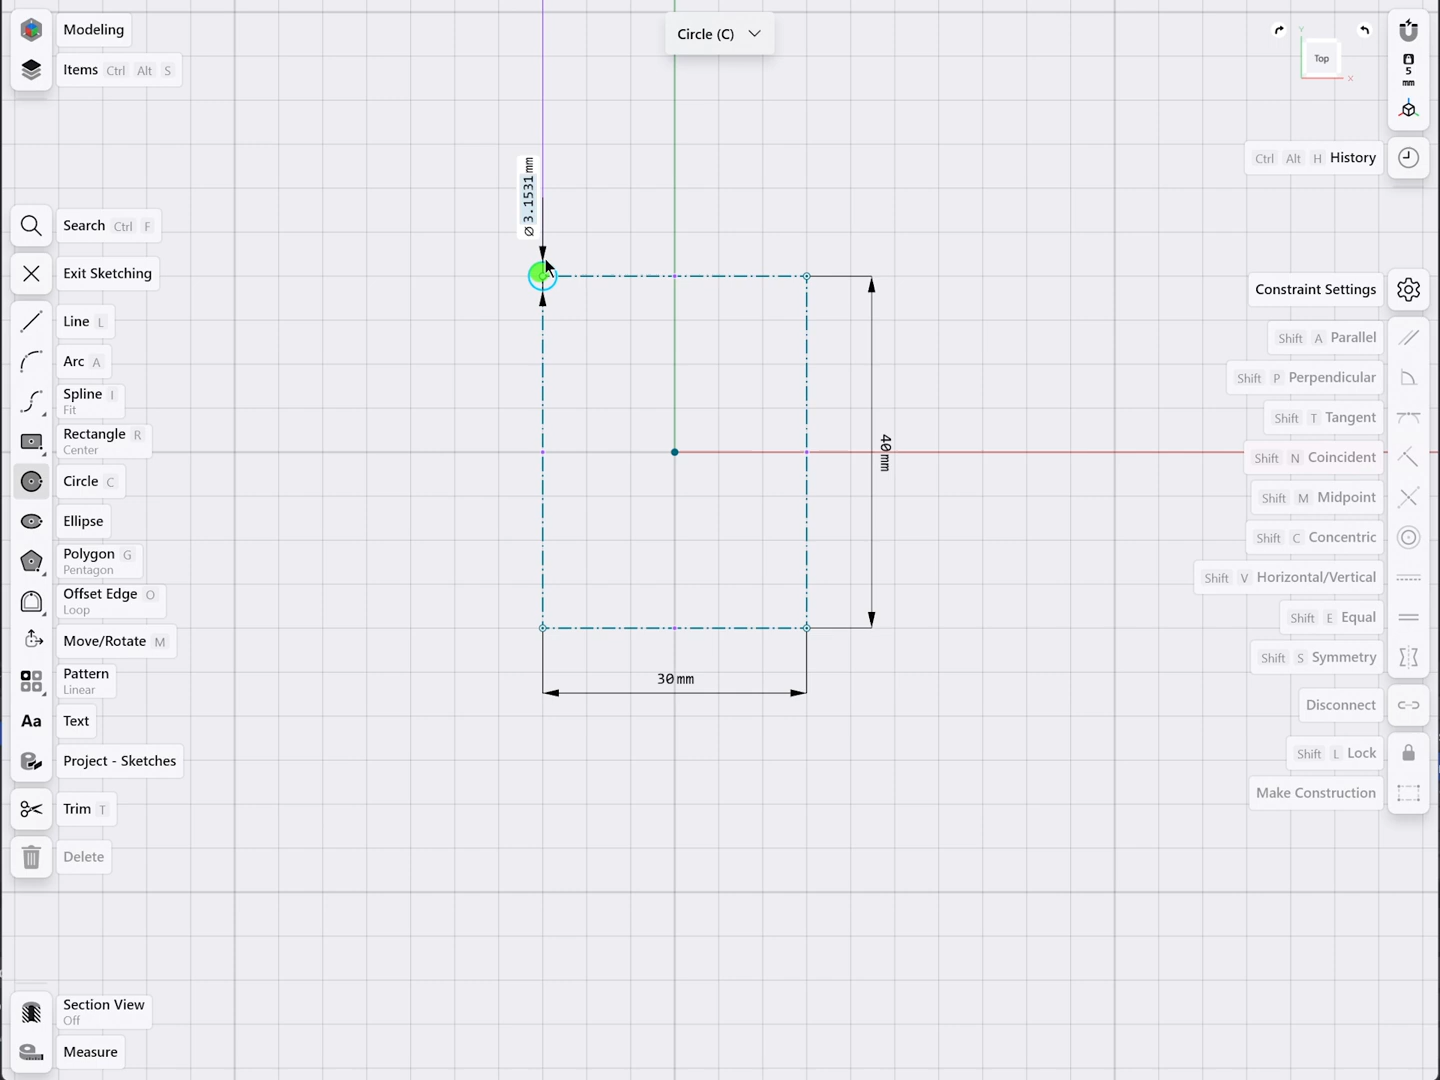 Modeling
Items Ctrl Alt S
Search Ctrl F
Exit Sketching
Line L
Arc A
Spline I
Fit
Rectangle R
Center
Circle C
Ellipse
Polygon G
Pentagon
Offset Edge O
Loop
Move/Rotate M
Pattern
Linear
Aa Text
Project - Sketches
Trim T
Delete
Section View
Off
Measure
Circle (C)
⌀ 3.1531 mm
40 mm
30 mm
Y
Top
X
5
mm
Ctrl Alt H History
Constraint Settings
Shift A Parallel
Shift P Perpendicular
Shift T Tangent
Shift N Coincident
Shift M Midpoint
Shift C Concentric
Shift V Horizontal/Vertical
Shift E Equal
Shift S Symmetry
Disconnect
Shift L Lock
Make Construction